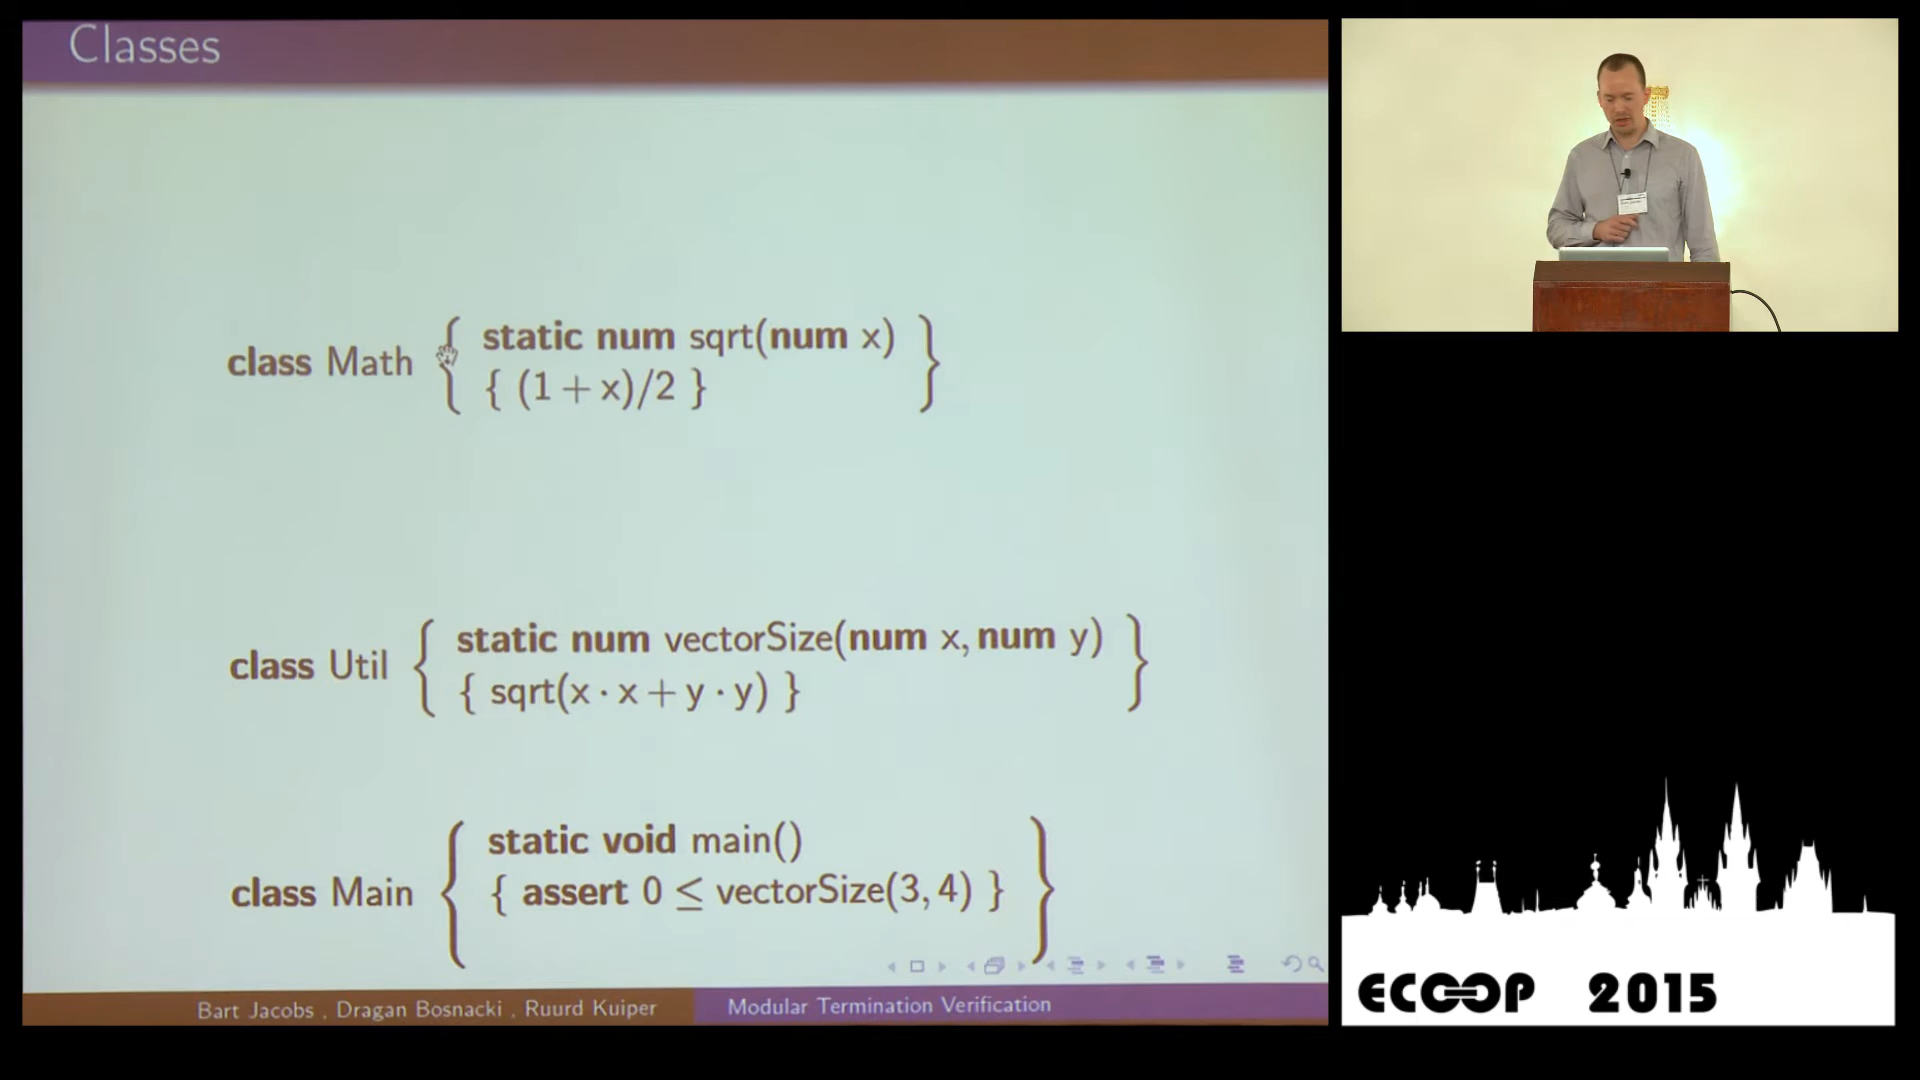 Classes
class Math { static num sqrt(num x)
{ (1 + x)/2 } }
class Util { static num vectorSize(num x, num y)
{ sqrt(x · x + y · y) } }
class Main { static void main()
{ assert 0 ≤ vectorSize(3, 4) } }
Bart Jacobs , Dragan Bosnacki , Ruurd Kuiper Modular Termination Verification
ECOOP 2015